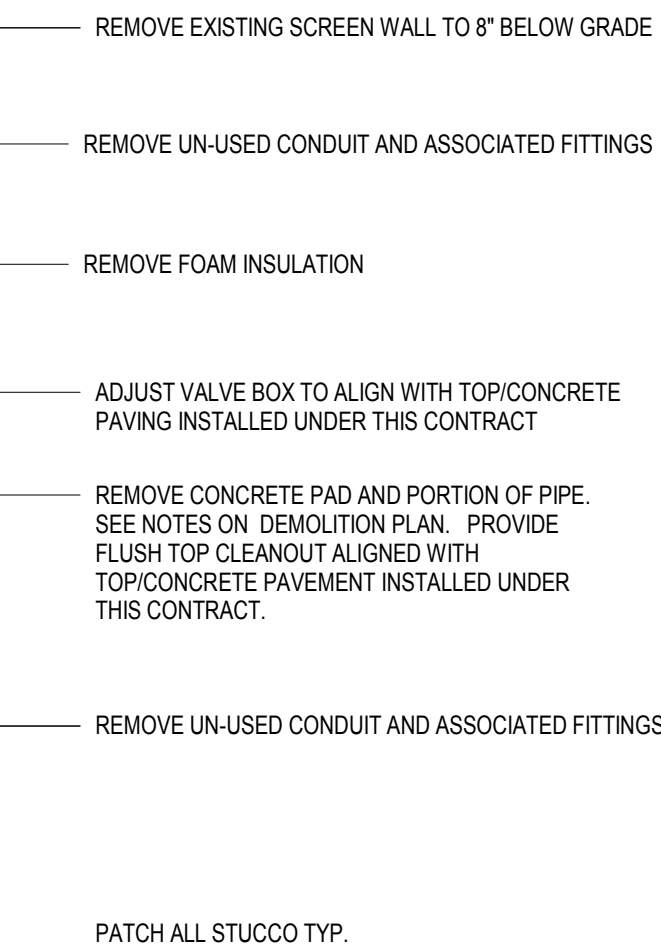 REMOVE EXISTING SCREEN WALL TO 8" BELOW GRADE
REMOVE UN-USED CONDUIT AND ASSOCIATED FITTINGS
REMOVE FOAM INSULATION
ADJUST VALVE BOX TO ALIGN WITH TOP/CONCRETE
PAVING INSTALLED UNDER THIS CONTRACT
REMOVE CONCRETE PAD AND PORTION OF PIPE.
SEE NOTES ON  DEMOLITION PLAN.   PROVIDE
FLUSH TOP CLEANOUT ALIGNED WITH
TOP/CONCRETE PAVEMENT INSTALLED UNDER
THIS CONTRACT.
REMOVE UN-USED CONDUIT AND ASSOCIATED FITTINGS
PATCH ALL STUCCO TYP.